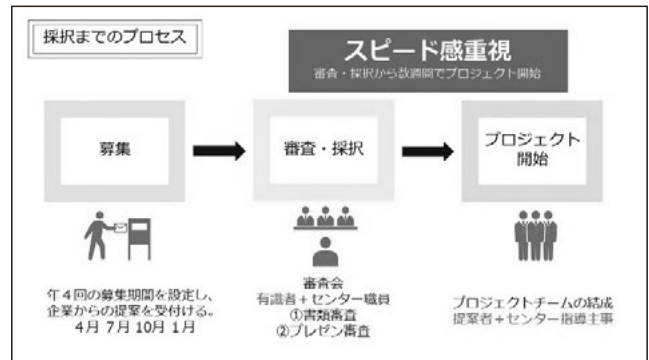 採択までのプロセス
スピード感重視
審査・採択から数週間でプロジェクト開始
募集
審査・採択
プロジェクト
開始
年4回の募集期間を設定し、
企業からの提案を受付ける。
4月 7月 10月 1月
審査会
有識者+センター職員
①書類審査
②プレゼン審査
プロジェクトチームの結成
提案者+センター指導主事